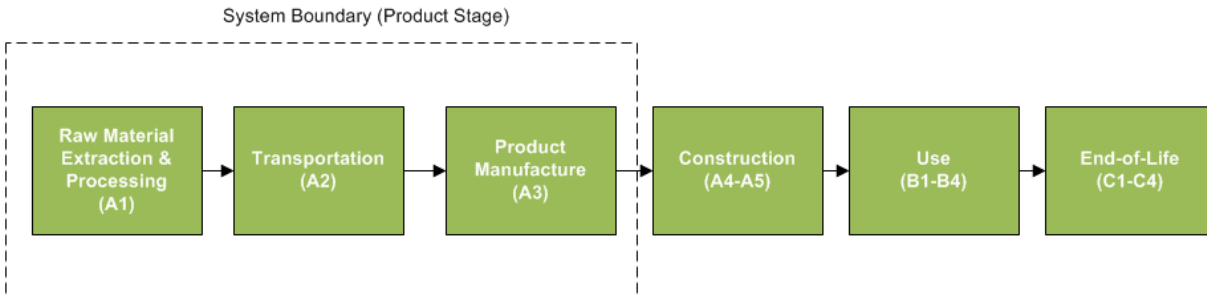 System Boundary (Product Stage)
Raw Material
Extraction &
Processing
(A1)
Transportation
(A2)
Product
Manufacture
(A3)
Construction
(A4-A5)
Use
(B1-B4)
End-of-Life
(C1-C4)